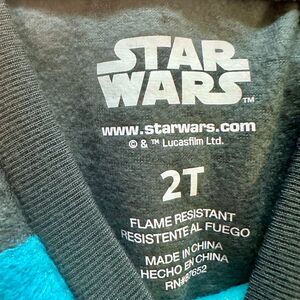 STAR
WARS™
www.starwars.com
© & ™ Lucasfilm Ltd.
2T
FLAME RESISTANT
RESISTENTE AL FUEGO
MADE IN CHINA
HECHO EN CHINA